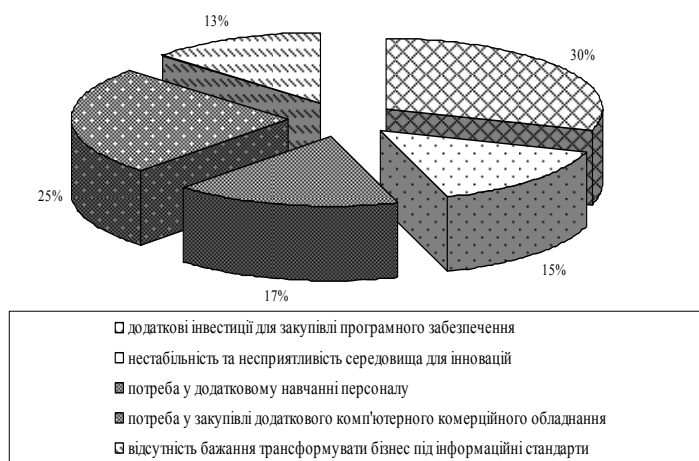 13%
30%
25%
15%
17%
додаткові інвестиції для закупівлі програмного забезпечення
нестабільність та несприятливість середовища для інновацій
потреба у додатковому навчанні персоналу
потреба у закупівлі додаткового комп'ютерного комерційного обладнання
відсутність бажання трансформувати бізнес під інформаційні стандарти